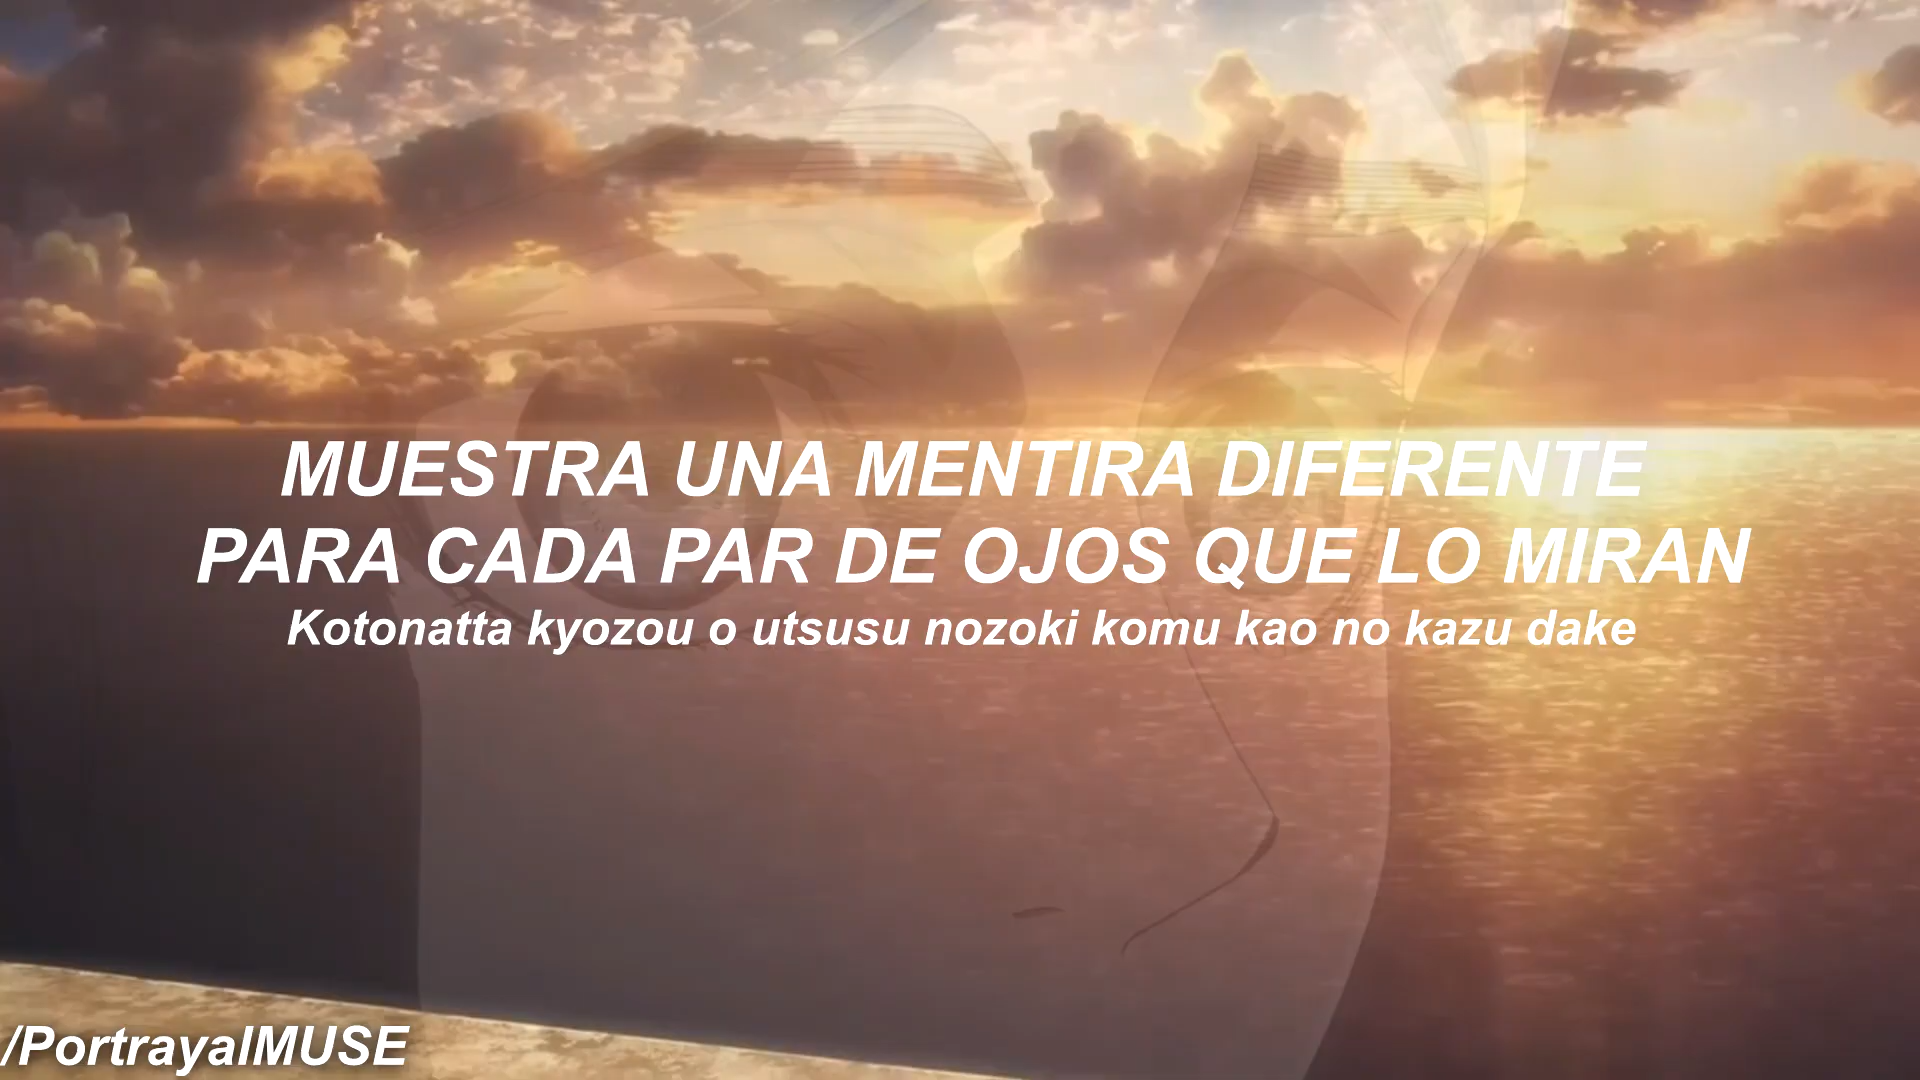 MUESTRA UNA MENTIRA DIFERENTE
PARA CADA PAR DE OJOS QUE LO MIRAN
Kotonatta kyozou o utsusu nozoki komu kao no kazu dake
/PortrayalMUSE